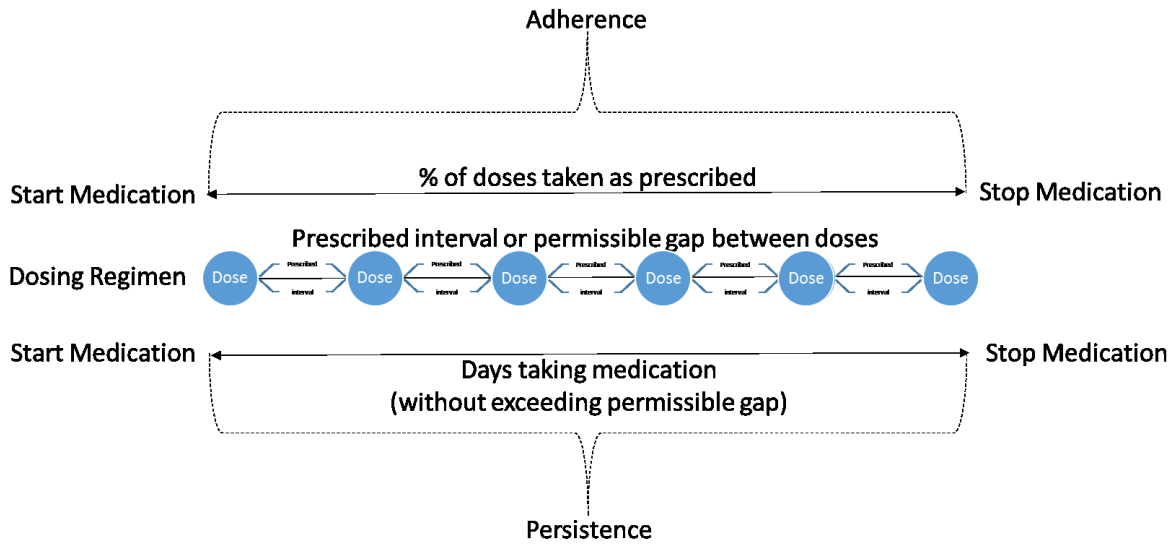 Adherence
% of doses taken as prescribed
Start Medication
Stop Medication
Prescribed interval or permissible gap between doses
Prescribed Prescribed Prescribed Prescribed Prescribed
Dosing Regimen Dose Dose Dose Dose Dose Dose
interval interval interval interval interval
Start Medication
Stop Medication
Days taking medication
(without exceeding permissible gap)
Persistence